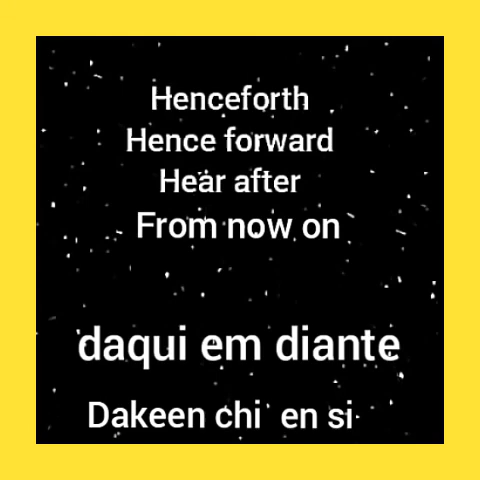 Henceforth
Hence forward
Hear after
From now on
daqui em diante
Dakeen chi en si